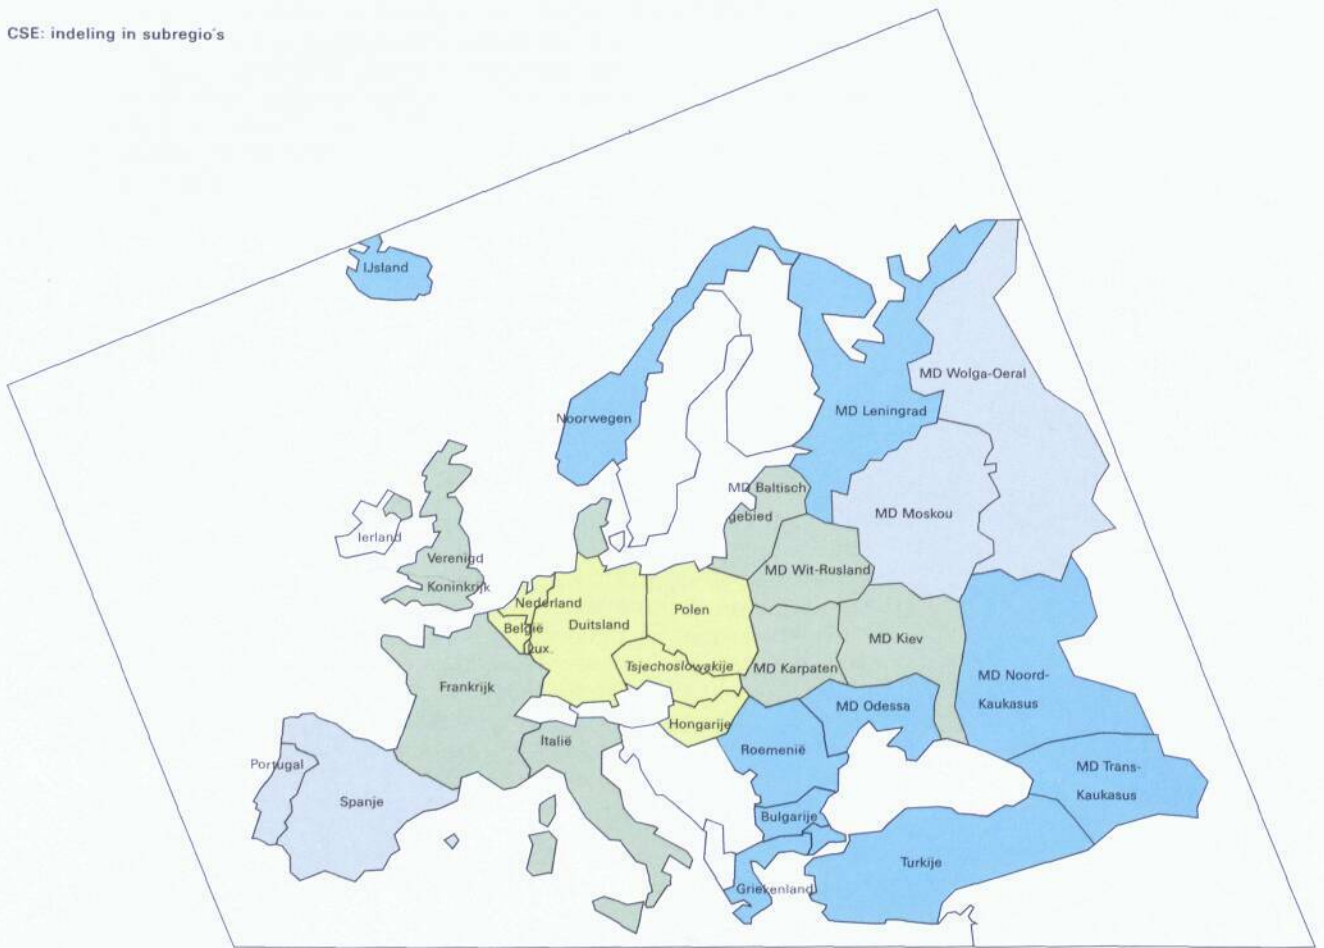 CSE: indeling in subregio's
IJsland
MD Wolga-Oeral
MD Leningrad
Noorwegen
MD Baltisch
gebied
MD Moskou
Ierland
Verenigd
Koninkrijk
MD Wit-Rusland
Nederland
Polen
België
Duitsland
Lux.
MD Kiev
Tsjechoslowakije
MD Karpaten
Frankrijk
MD Noord-
Kaukasus
MD Odessa
Hongarije
Italië
Roemenië
Portugal
MD Trans-
Kaukasus
Spanje
Bulgarije
Turkije
Griekenland